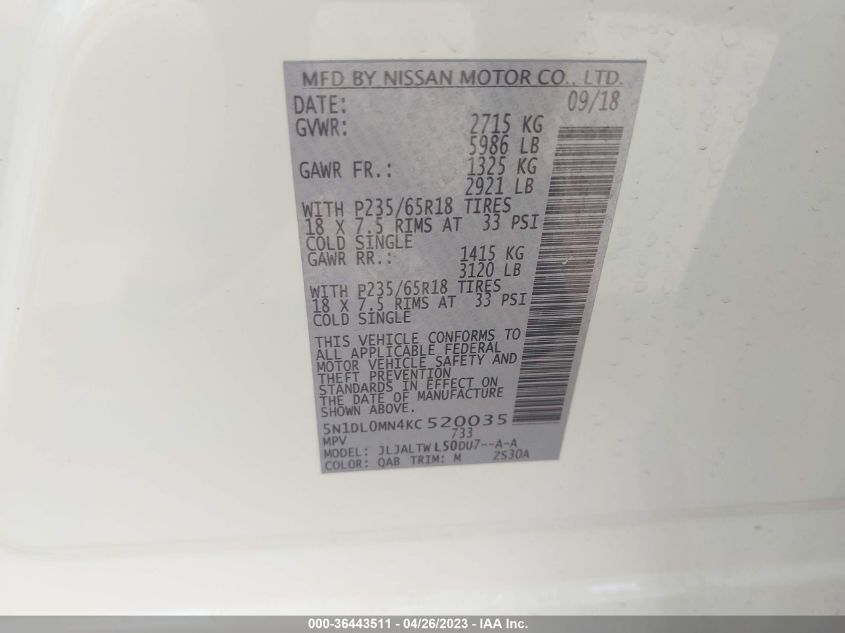 MFD BY NISSAN MOTOR CO., LTD.
DATE: 09/18
GVWR: 2715 KG
5986 LB
GAWR FR.: 1325 KG
2921 LB
WITH P235/65R18 TIRES
18 X 7.5 RIMS AT 33 PSI
COLD SINGLE
GAWR RR.: 1415 KG
3120 LB
WITH P235/65R18 TIRES
18 X 7.5 RIMS AT 33 PSI
COLD SINGLE
THIS VEHICLE CONFORMS TO
ALL APPLICABLE FEDERAL
MOTOR VEHICLE SAFETY AND
THEFT PREVENTION
STANDARDS IN EFFECT ON
THE DATE OF MANUFACTURE
SHOWN ABOVE.
5N1DL0MN4KC520035
MPV 733
MODEL: JLJALTWL50DU7--A-A
COLOR: QAB TRIM: M ZS30A
000-36443511 - 04/26/2023 - IAA Inc.